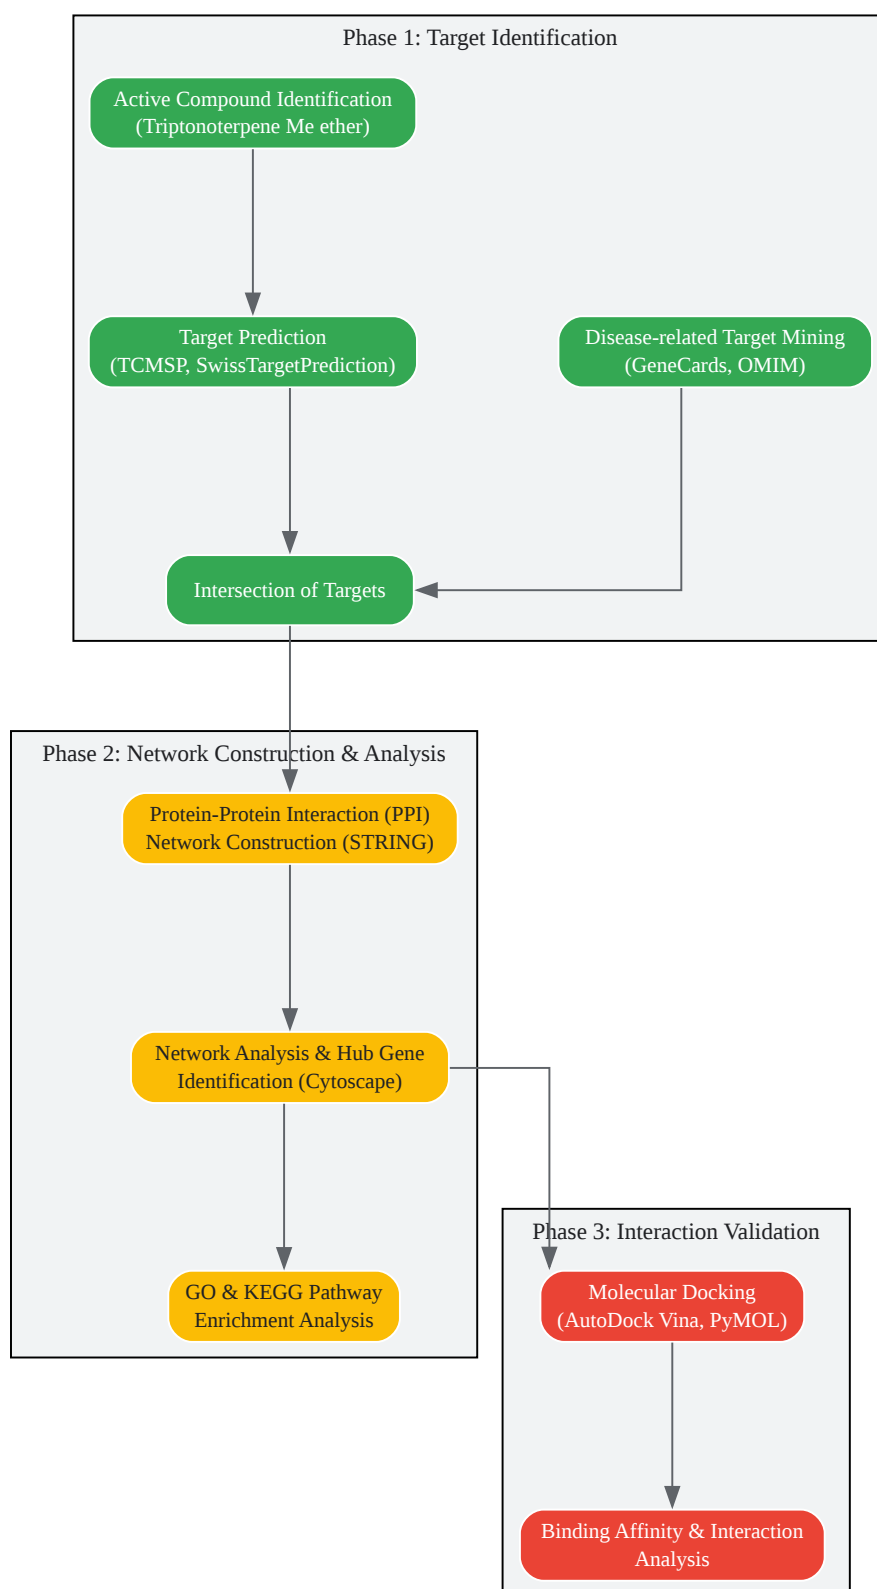 Phase 1: Target Identification
Active Compound Identification
(Triptonoterpene Me ether)
Target Prediction
(TCMSP, SwissTargetPrediction)
Disease-related Target Mining
(GeneCards, OMIM)
Intersection of Targets
Phase 2: Network Construction & Analysis
Protein-Protein Interaction (PPI)
Network Construction (STRING)
Network Analysis & Hub Gene
Identification (Cytoscape)
GO & KEGG Pathway
Enrichment Analysis
Phase 3: Interaction Validation
Molecular Docking
(AutoDock Vina, PyMOL)
Binding Affinity & Interaction
Analysis